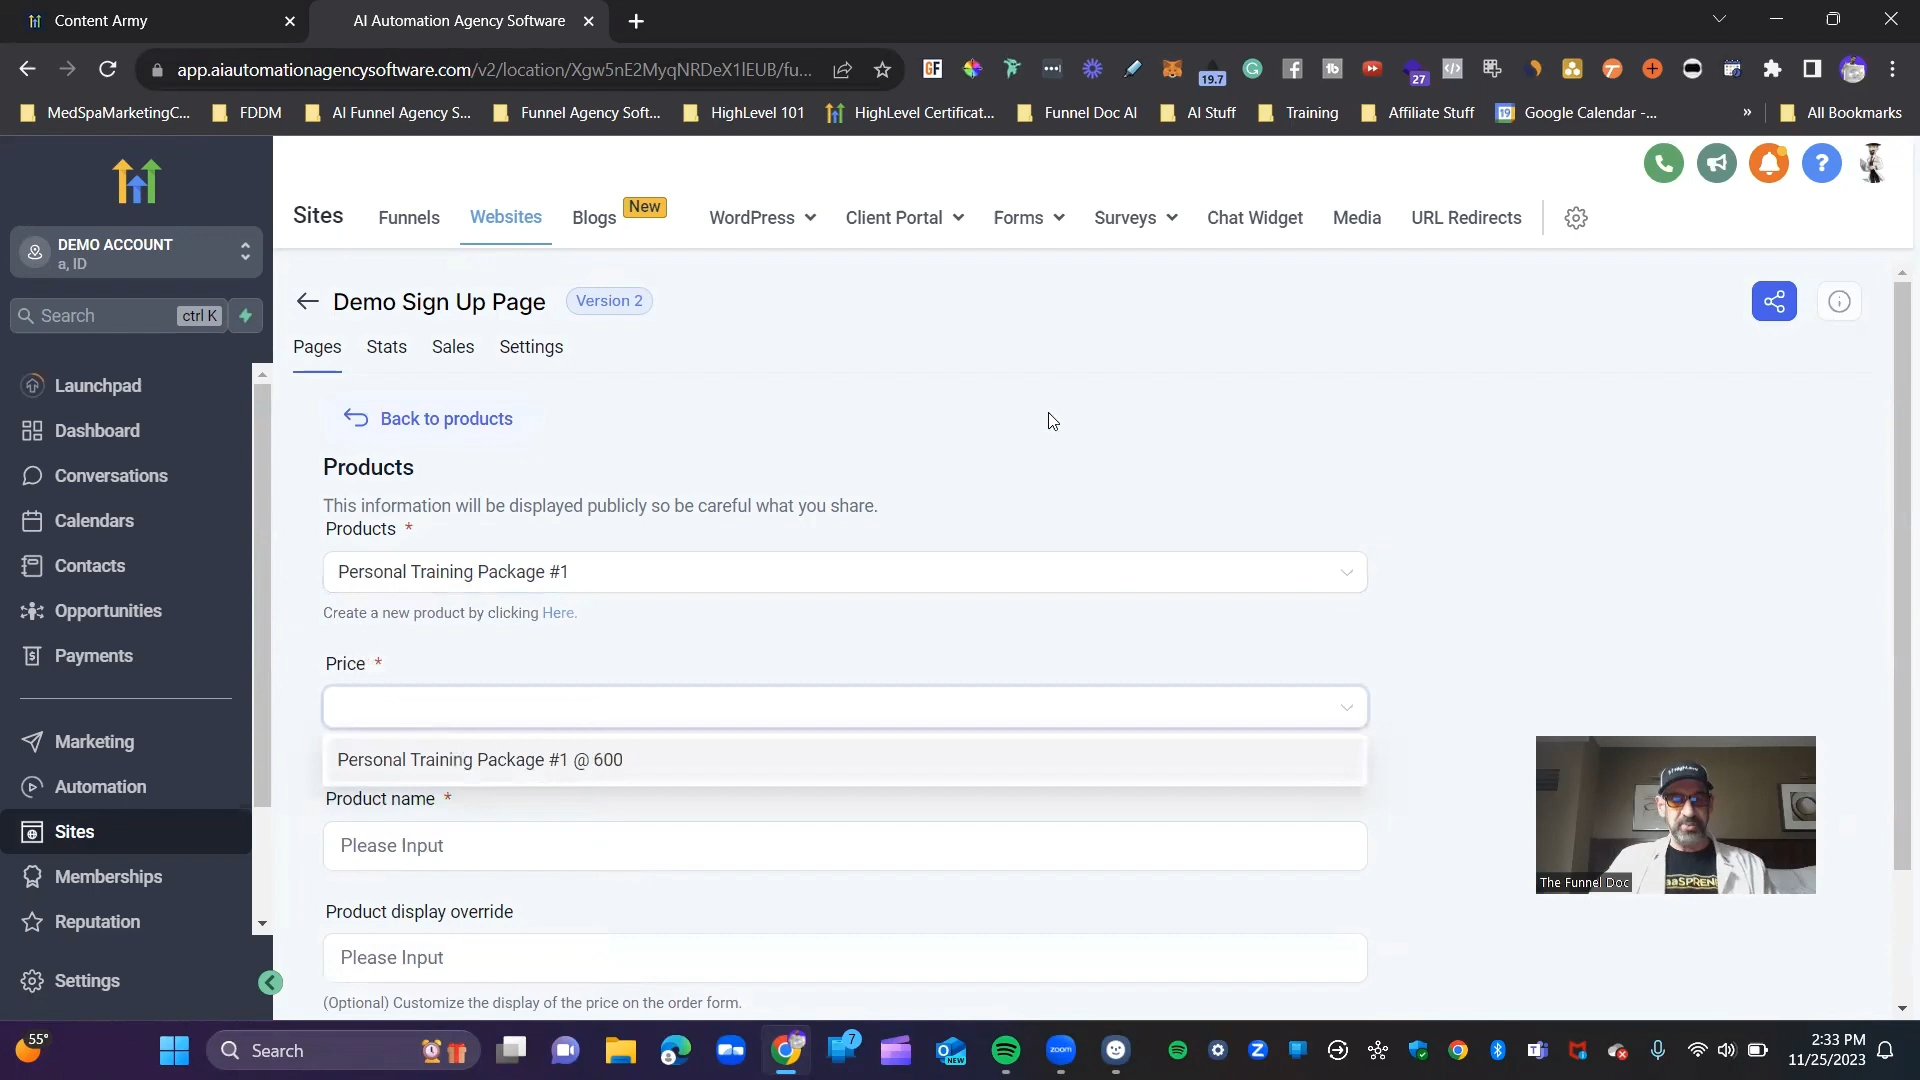 Content Army
AI Automation Agency Software
app.aiautomationagencysoftware.com/v2/location/Xgw5nE2MyqNRDeX1lEUB/fu...
19.7
27
MedSpaMarketingC...
FDDM
AI Funnel Agency S...
Funnel Agency Soft...
HighLevel 101
HighLevel Certificat...
Funnel Doc AI
AI Stuff
Training
Affiliate Stuff
Google Calendar -...
»
All Bookmarks
DEMO ACCOUNT
a, ID
Search
ctrl K
Launchpad
Dashboard
Conversations
Calendars
Contacts
Opportunities
Payments
Marketing
Automation
Sites
Memberships
Reputation
Settings
Sites
Funnels
Websites
Blogs
New
WordPress
Client Portal
Forms
Surveys
Chat Widget
Media
URL Redirects
Demo Sign Up Page
Version 2
Pages
Stats
Sales
Settings
Back to products
Products
This information will be displayed publicly so be careful what you share.
Products *
Personal Training Package #1
Create a new product by clicking Here.
Price *
Personal Training Package #1 @ 600
Product name *
Please Input
Product display override
Please Input
(Optional) Customize the display of the price on the order form.
The Funnel Doc
55°
Search
7
NEW
zoom
2:33 PM
11/25/2023